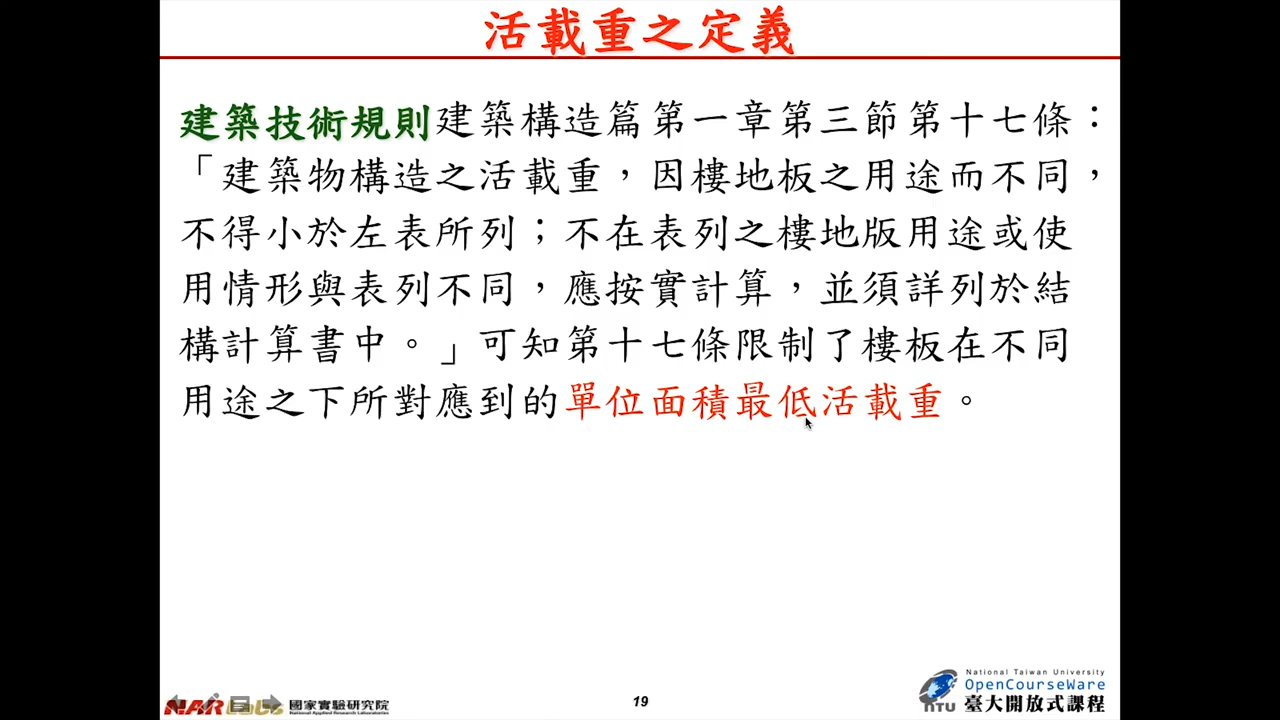 活載重之定義
建築技術規則建築構造篇第一章第三節第十七條：
「建築物構造之活載重，因樓地板之用途而不同，
不得小於左表所列；不在表列之樓地版用途或使
用情形與表列不同，應按實計算，並須詳列於結
構計算書中。」可知第十七條限制了樓板在不同
用途之下所對應到的單位面積最低活載重。
NARLabs 國家實驗研究院
National Applied Research Laboratories
19
National Taiwan University
OpenCourseWare
NTU 臺大開放式課程